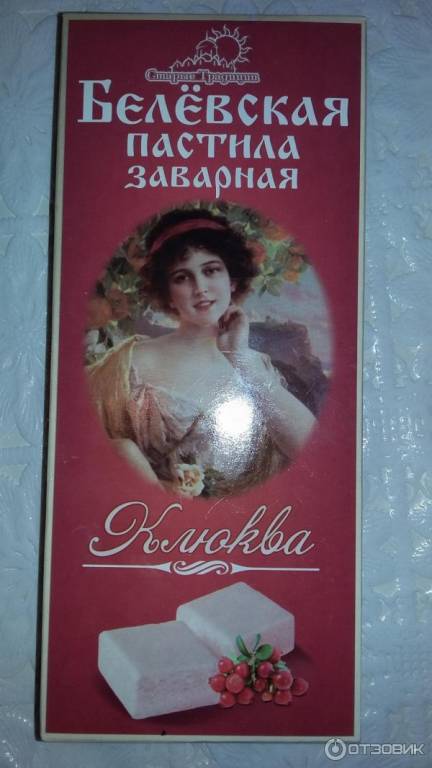 Старые Традиции
Белёвская
пастила
заварная
Клюква
ОТЗОВИК